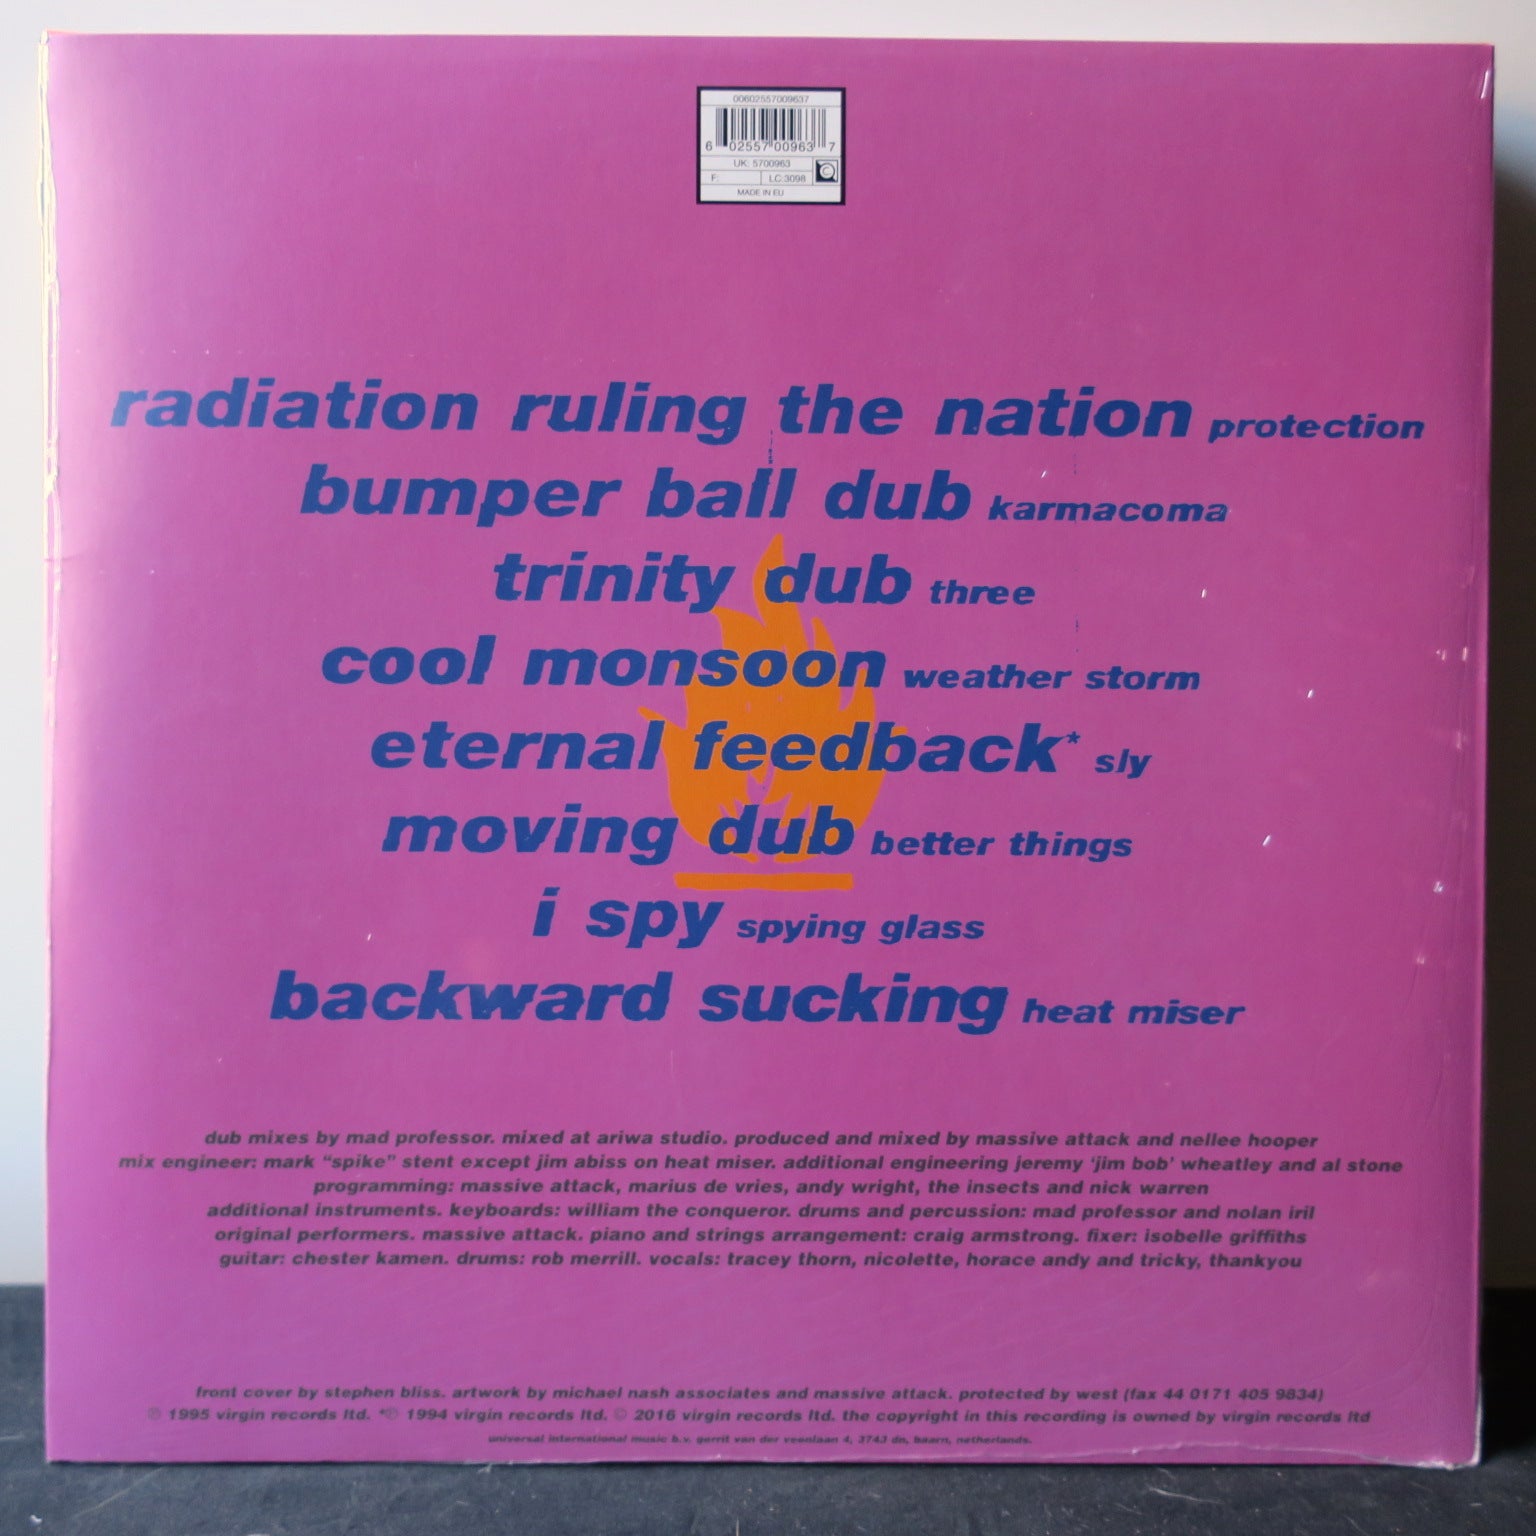 00602557009637
6 02557 00963 7
UK: 5700963
F: LC:3098
MADE IN EU
radiation ruling the nation protection
bumper ball dub karmacoma
trinity dub three
cool monsoon weather storm
eternal feedback* sly
moving dub better things
i spy spying glass
backward sucking heat miser
dub mixes by mad professor. mixed at ariwa studio. produced and mixed by massive attack and nellee hooper
mix engineer: mark “spike” stent except jim abiss on heat miser. additional engineering jeremy ‘jim bob’ wheatley and al stone
programming: massive attack, marius de vries, andy wright, the insects and nick warren
additional instruments. keyboards: william the conqueror. drums and percussion: mad professor and nolan iril
original performers. massive attack. piano and strings arrangement: craig armstrong. fixer: isobelle griffiths
guitar: chester kamen. drums: rob merrill. vocals: tracey thorn, nicolette, horace andy and tricky, thankyou
front cover by stephen bliss. artwork by michael nash associates and massive attack. protected by west (fax 44 0171 405 9834)
℗ 1995 virgin records ltd. *℗ 1994 virgin records ltd. © 2016 virgin records ltd. the copyright in this recording is owned by virgin records ltd
universal international music b.v. gerrit van der veenlaan 4, 3743 dn, baarn, netherlands.